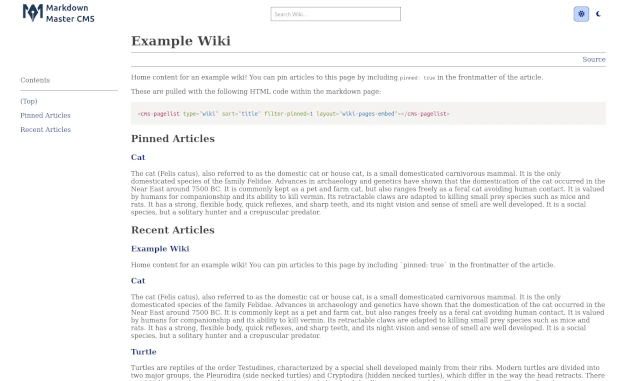 Markdown
Master CMS
Search Wiki...
Example Wiki
Source
Contents
(Top)
Pinned Articles
Recent Articles
Home content for an example wiki! You can pin articles to this page by including pinned: true in the frontmatter of the article.
These are pulled with the following HTML code within the markdown page:
<cms-pagelist type="wiki" sort="title" filter-pinned=1 layout="wiki-pages-embed"></cms-pagelist>
Pinned Articles
Cat
The cat (Felis catus), also referred to as the domestic cat or house cat, is a small domesticated carnivorous mammal. It is the only
domesticated species of the family Felidae. Advances in archaeology and genetics have shown that the domestication of the cat occurred in the
Near East around 7500 BC. It is commonly kept as a pet and farm cat, but also ranges freely as a feral cat avoiding human contact. It is valued
by humans for companionship and its ability to kill vermin. Its retractable claws are adapted to killing small prey species such as mice and
rats. It has a strong, flexible body, quick reflexes, and sharp teeth, and its night vision and sense of smell are well developed. It is a social
species, but a solitary hunter and a crepuscular predator.
Recent Articles
Example Wiki
Home content for an example wiki! You can pin articles to this page by including `pinned: true` in the frontmatter of the article.
Cat
The cat (Felis catus), also referred to as the domestic cat or house cat, is a small domesticated carnivorous mammal. It is the only
domesticated species of the family Felidae. Advances in archaeology and genetics have shown that the domestication of the cat occurred in the
Near East around 7500 BC. It is commonly kept as a pet and farm cat, but also ranges freely as a feral cat avoiding human contact. It is valued
by humans for companionship and its ability to kill vermin. Its retractable claws are adapted to killing small prey species such as mice and
rats. It has a strong, flexible body, quick reflexes, and sharp teeth, and its night vision and sense of smell are well developed. It is a social
species, but a solitary hunter and a crepuscular predator.
Turtle
Turtles are reptiles of the order Testudines, characterized by a special shell developed mainly from their ribs. Modern turtles are divided into
two major groups, the Pleurodira (side necked turtles) and Cryptodira (hidden necked turtles), which differ in the way the head retracts. There